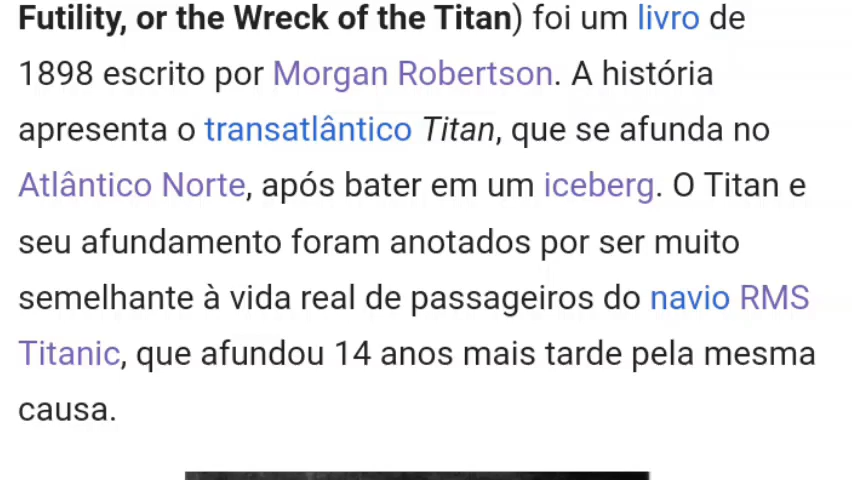 Futility, or the Wreck of the Titan) foi um livro de
1898 escrito por Morgan Robertson. A história
apresenta o transatlântico Titan, que se afunda no
Atlântico Norte, após bater em um iceberg. O Titan e
seu afundamento foram anotados por ser muito
semelhante à vida real de passageiros do navio RMS
Titanic, que afundou 14 anos mais tarde pela mesma
causa.